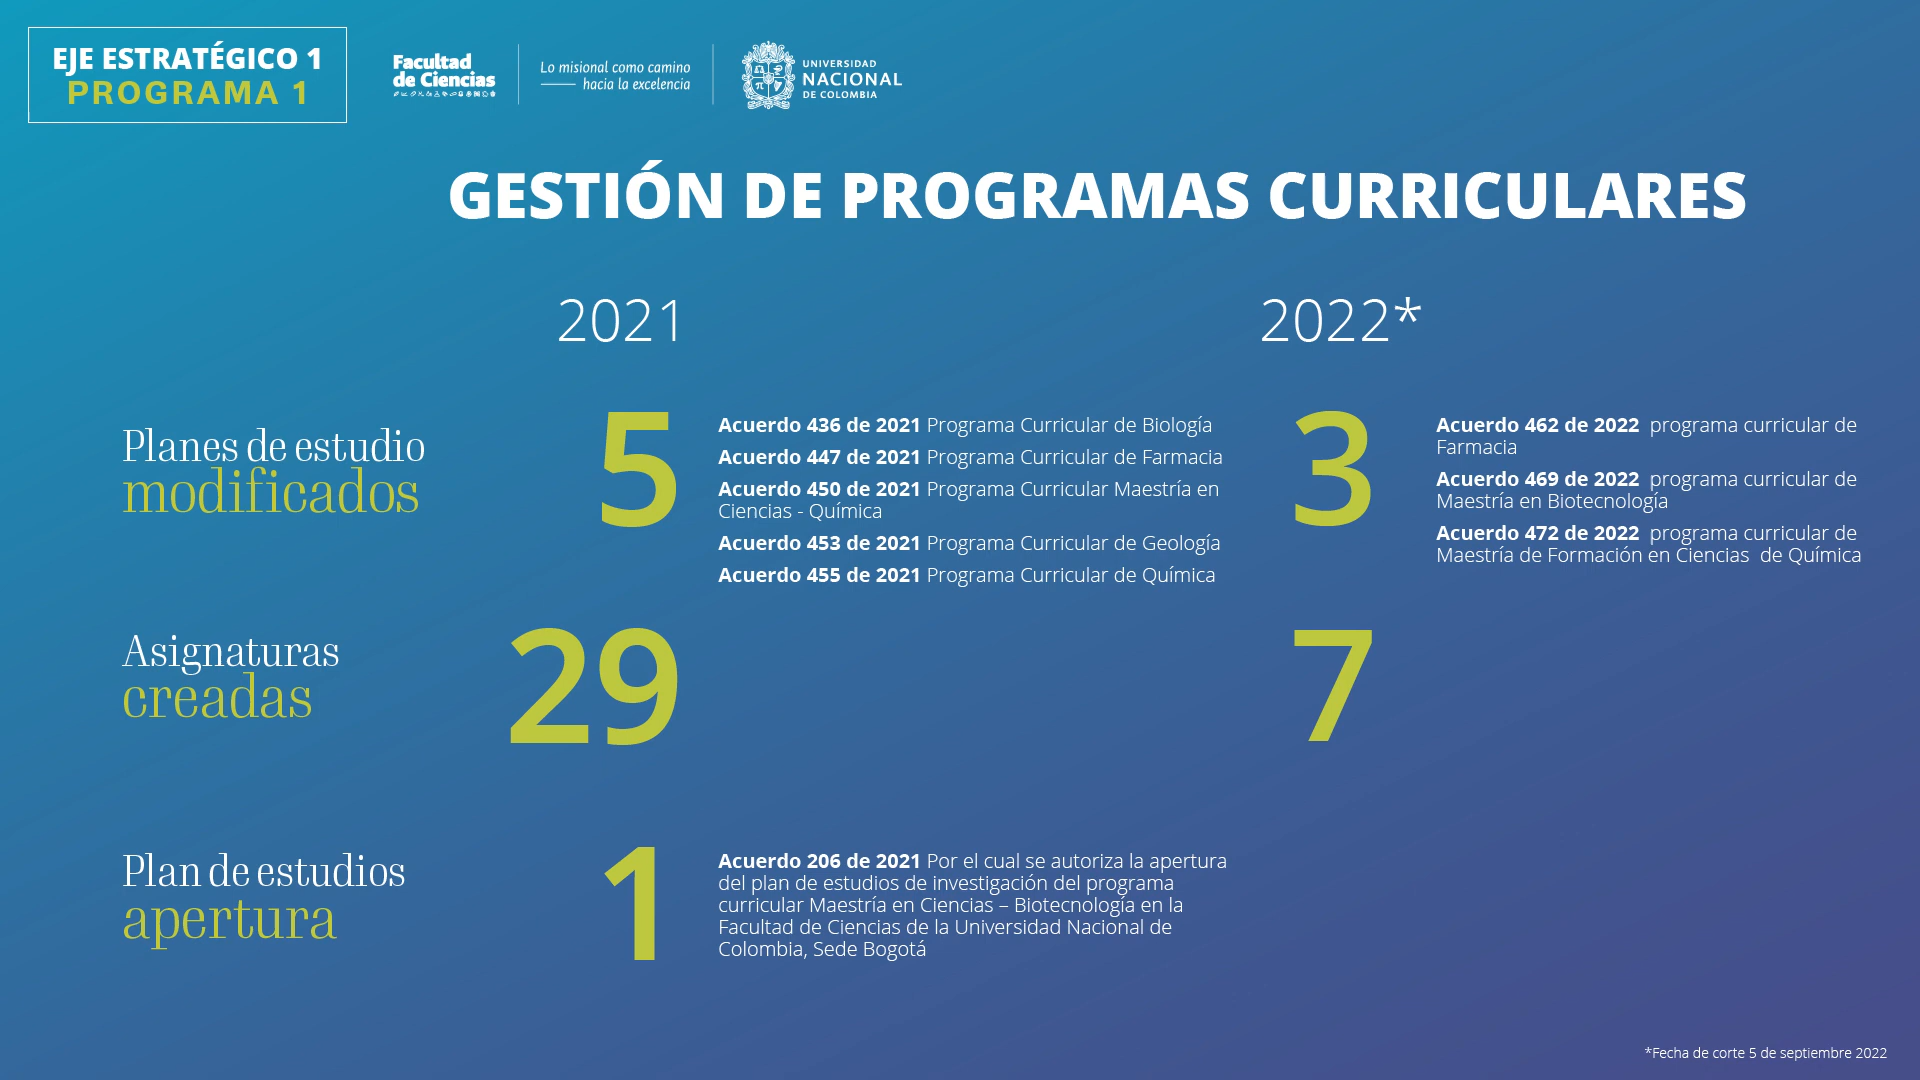 EJE ESTRATÉGICO 1
PROGRAMA 1
Facultad
de Ciencias
Lo misional como camino
hacia la excelencia
UNIVERSIDAD
NACIONAL
DE COLOMBIA
GESTIÓN DE PROGRAMAS CURRICULARES
2021
2022*
Planes de estudio
modificados
5
Acuerdo 436 de 2021 Programa Curricular de Biología
Acuerdo 447 de 2021 Programa Curricular de Farmacia
Acuerdo 450 de 2021 Programa Curricular Maestría en
Ciencias - Química
Acuerdo 453 de 2021 Programa Curricular de Geología
Acuerdo 455 de 2021 Programa Curricular de Química
3
Acuerdo 462 de 2022  programa curricular de
Farmacia
Acuerdo 469 de 2022  programa curricular de
Maestría en Biotecnología
Acuerdo 472 de 2022  programa curricular de
Maestría de Formación en Ciencias  de Química
Asignaturas
creadas
29
7
Plan de estudios
apertura
1
Acuerdo 206 de 2021 Por el cual se autoriza la apertura
del plan de estudios de investigación del programa
curricular Maestría en Ciencias – Biotecnología en la
Facultad de Ciencias de la Universidad Nacional de
Colombia, Sede Bogotá
*Fecha de corte 5 de septiembre 2022